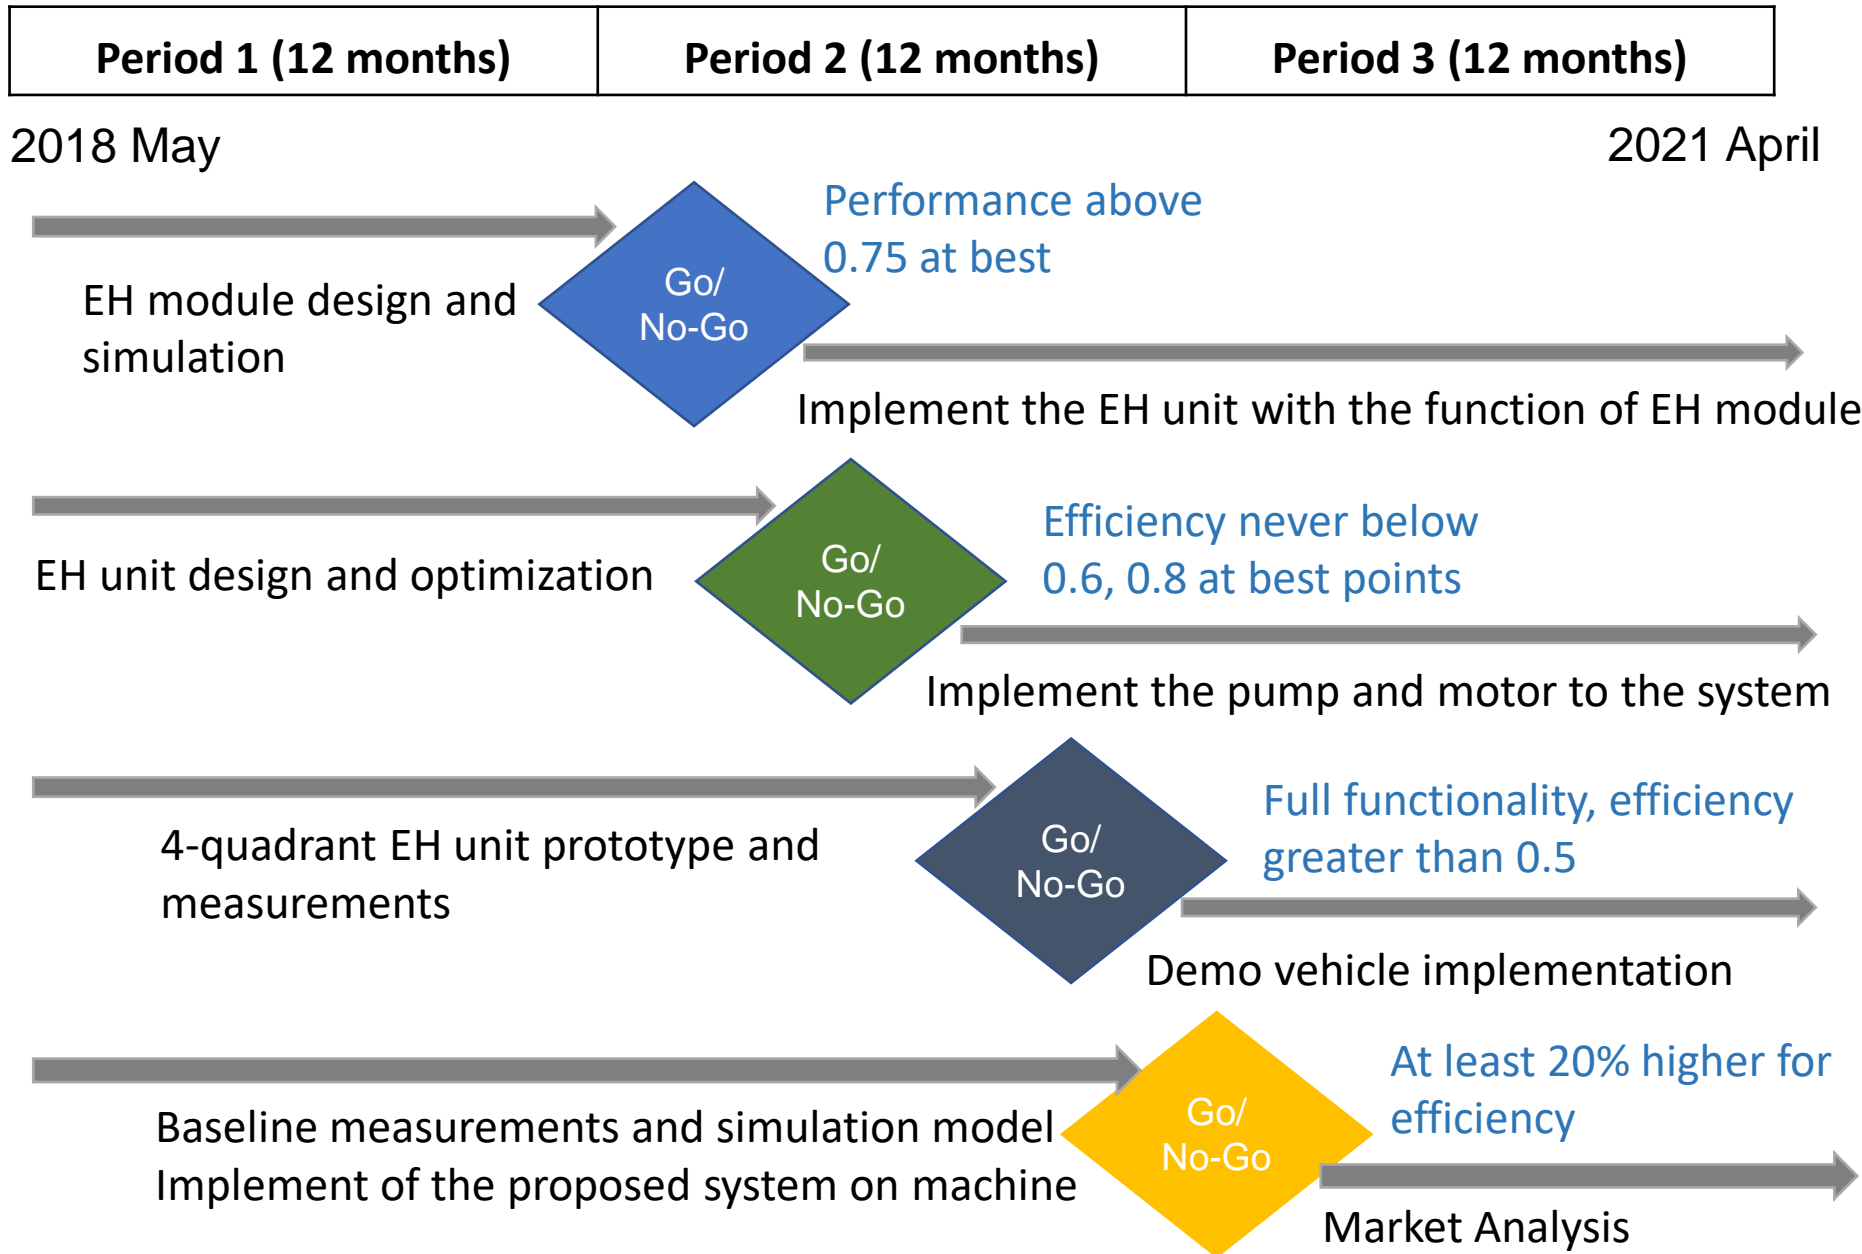 Period 1 (12 months)
Period 2 (12 months)
Period 3 (12 months)
2018 May
2021 April
Performance above
0.75 at best
Go/
No-Go
EH module design and
simulation
Implement the EH unit with the function of EH module
Efficiency never below
0.6, 0.8 at best points
Go/
No-Go
EH unit design and optimization
Implement the pump and motor to the system
Full functionality, efficiency
greater than 0.5
Go/
No-Go
4-quadrant EH unit prototype and
measurements
Demo vehicle implementation
At least 20% higher for
efficiency
Go/
No-Go
Baseline measurements and simulation model
Implement of the proposed system on machine
Market Analysis